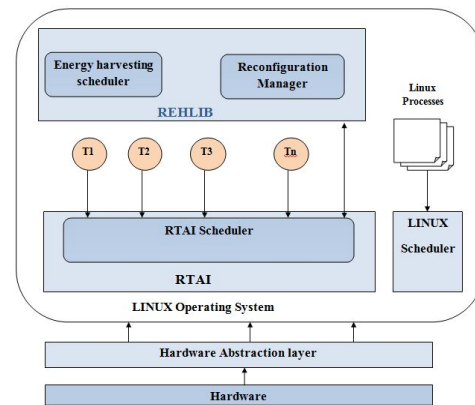 Energy harvesting
scheduler
Reconfiguration
Manager
REHLIB
Linux
Processes
T1
T2
T3
Tn
RTAI Scheduler
RTAI
LINUX
Scheduler
LINUX Operating System
Hardware Abstraction layer
Hardware